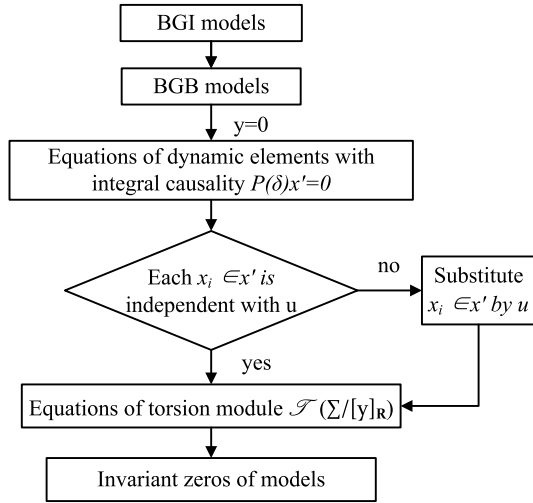 BGI models
BGB models
y=0
Equations of dynamic elements with
integral causality P(δ)x'=0
Each xᵢ ∈x' is
independent with u
no
Substitute
xᵢ ∈x' by u
yes
Equations of torsion module 𝒯 (Σ/[y]R)
Invariant zeros of models